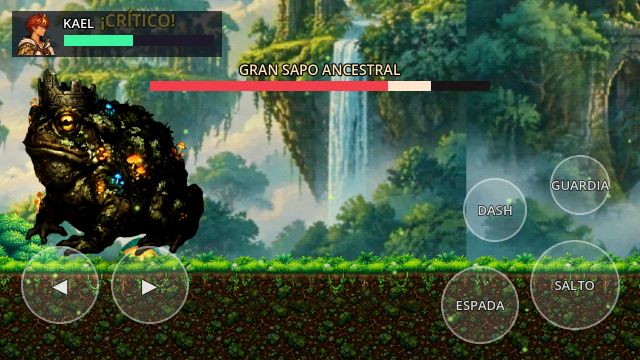 KAEL ¡CRÍTICO!
GRAN SAPO ANCESTRAL
GUARDIA
DASH
SALTO
ESPADA